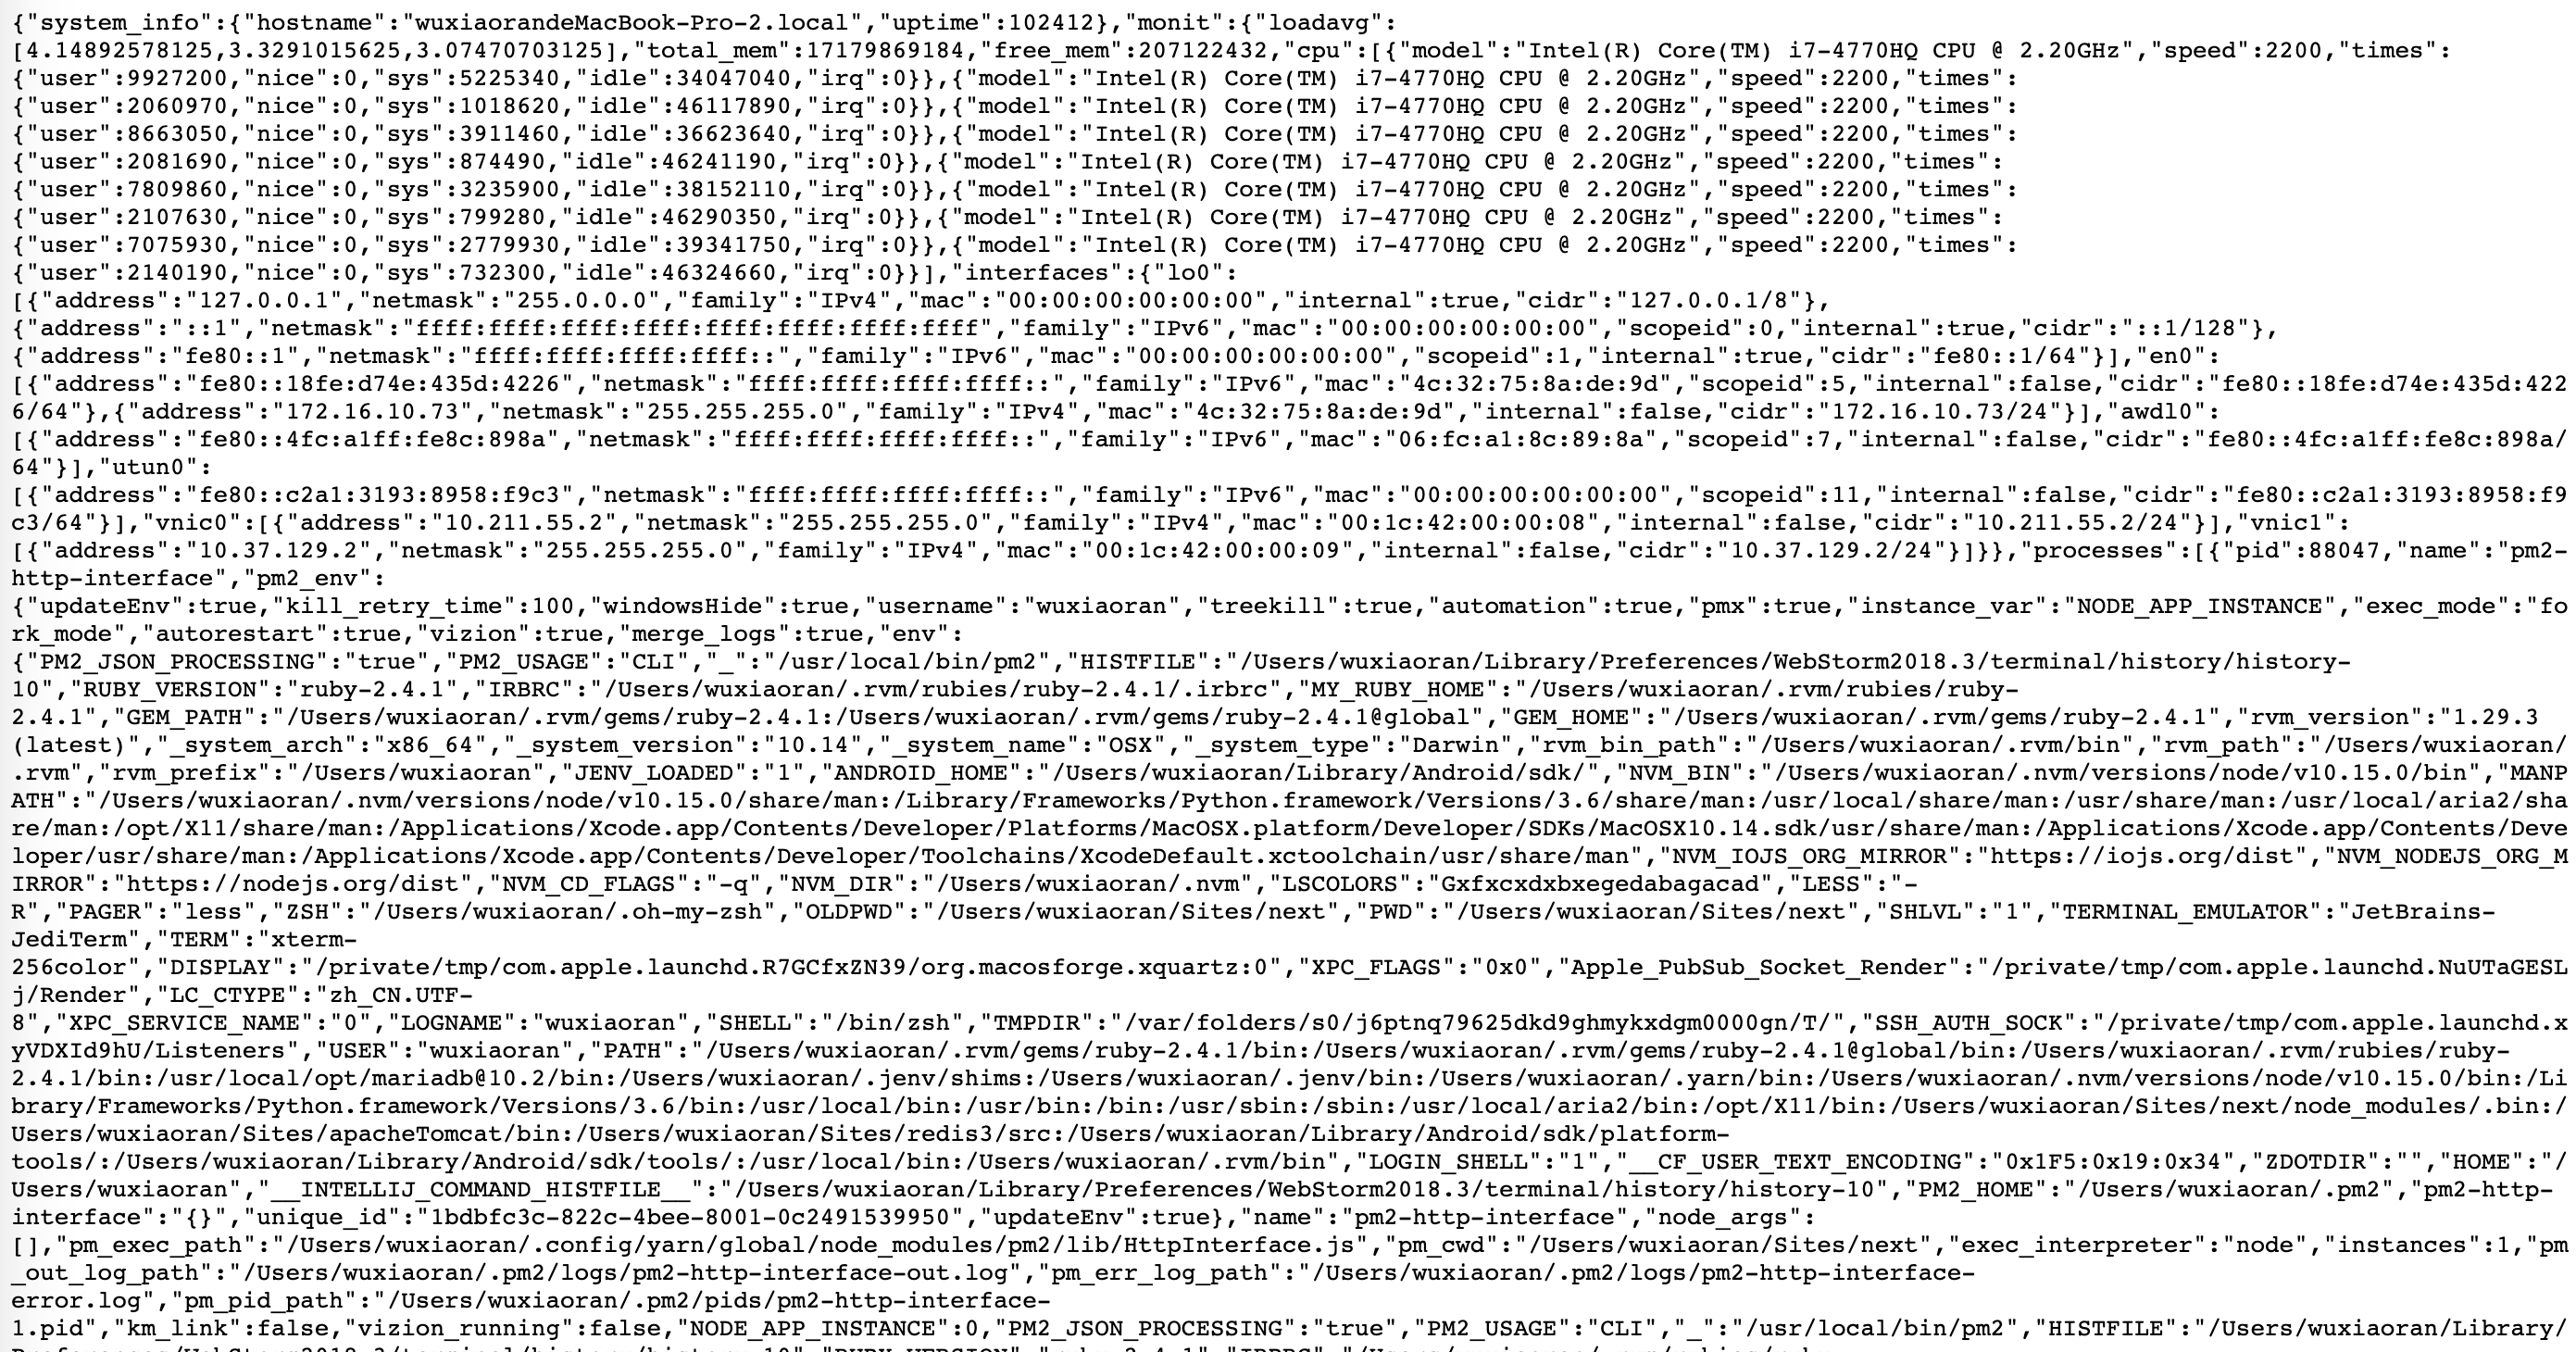 {"system_info":{"hostname":"wuxiaorandeMacBook-Pro-2.local","uptime":102412},"monit":{"loadavg":
[4.14892578125,3.3291015625,3.07470703125],"total_mem":17179869184,"free_mem":207122432,"cpu":[{"model":"Intel(R) Core(TM) i7-4770HQ CPU @ 2.20GHz","speed":2200,"times":
{"user":9927200,"nice":0,"sys":5225340,"idle":34047040,"irq":0}},{"model":"Intel(R) Core(TM) i7-4770HQ CPU @ 2.20GHz","speed":2200,"times":
{"user":2060970,"nice":0,"sys":1018620,"idle":46117890,"irq":0}},{"model":"Intel(R) Core(TM) i7-4770HQ CPU @ 2.20GHz","speed":2200,"times":
{"user":8663050,"nice":0,"sys":3911460,"idle":36623640,"irq":0}},{"model":"Intel(R) Core(TM) i7-4770HQ CPU @ 2.20GHz","speed":2200,"times":
{"user":2081690,"nice":0,"sys":874490,"idle":46241190,"irq":0}},{"model":"Intel(R) Core(TM) i7-4770HQ CPU @ 2.20GHz","speed":2200,"times":
{"user":7809860,"nice":0,"sys":3235900,"idle":38152110,"irq":0}},{"model":"Intel(R) Core(TM) i7-4770HQ CPU @ 2.20GHz","speed":2200,"times":
{"user":2107630,"nice":0,"sys":799280,"idle":46290350,"irq":0}},{"model":"Intel(R) Core(TM) i7-4770HQ CPU @ 2.20GHz","speed":2200,"times":
{"user":7075930,"nice":0,"sys":2779930,"idle":39341750,"irq":0}},{"model":"Intel(R) Core(TM) i7-4770HQ CPU @ 2.20GHz","speed":2200,"times":
{"user":2140190,"nice":0,"sys":732300,"idle":46324660,"irq":0}}],"interfaces":{"lo0":
[{"address":"127.0.0.1","netmask":"255.0.0.0","family":"IPv4","mac":"00:00:00:00:00:00","internal":true,"cidr":"127.0.0.1/8"},
{"address":"::1","netmask":"ffff:ffff:ffff:ffff:ffff:ffff:ffff:ffff","family":"IPv6","mac":"00:00:00:00:00:00","scopeid":0,"internal":true,"cidr":"::1/128"},
{"address":"fe80::1","netmask":"ffff:ffff:ffff:ffff::","family":"IPv6","mac":"00:00:00:00:00:00","scopeid":1,"internal":true,"cidr":"fe80::1/64"}],"en0":
[{"address":"fe80::18fe:d74e:435d:4226","netmask":"ffff:ffff:ffff:ffff::","family":"IPv6","mac":"4c:32:75:8a:de:9d","scopeid":5,"internal":false,"cidr":"fe80::18fe:d74e:435d:422
6/64"},{"address":"172.16.10.73","netmask":"255.255.255.0","family":"IPv4","mac":"4c:32:75:8a:de:9d","internal":false,"cidr":"172.16.10.73/24"}],"awdl0":
[{"address":"fe80::4fc:a1ff:fe8c:898a","netmask":"ffff:ffff:ffff:ffff::","family":"IPv6","mac":"06:fc:a1:8c:89:8a","scopeid":7,"internal":false,"cidr":"fe80::4fc:a1ff:fe8c:898a/
64"}],"utun0":
[{"address":"fe80::c2a1:3193:8958:f9c3","netmask":"ffff:ffff:ffff:ffff::","family":"IPv6","mac":"00:00:00:00:00:00","scopeid":11,"internal":false,"cidr":"fe80::c2a1:3193:8958:f9
c3/64"}],"vnic0":[{"address":"10.211.55.2","netmask":"255.255.255.0","family":"IPv4","mac":"00:1c:42:00:00:08","internal":false,"cidr":"10.211.55.2/24"}],"vnic1":
[{"address":"10.37.129.2","netmask":"255.255.255.0","family":"IPv4","mac":"00:1c:42:00:00:09","internal":false,"cidr":"10.37.129.2/24"}]}},"processes":[{"pid":88047,"name":"pm2-
http-interface","pm2_env":
{"updateEnv":true,"kill_retry_time":100,"windowsHide":true,"username":"wuxiaoran","treekill":true,"automation":true,"pmx":true,"instance_var":"NODE_APP_INSTANCE","exec_mode":"fo
rk_mode","autorestart":true,"vizion":true,"merge_logs":true,"env":
{"PM2_JSON_PROCESSING":"true","PM2_USAGE":"CLI","_":"/usr/local/bin/pm2","HISTFILE":"/Users/wuxiaoran/Library/Preferences/WebStorm2018.3/terminal/history/history-
10","RUBY_VERSION":"ruby-2.4.1","IRBRC":"/Users/wuxiaoran/.rvm/rubies/ruby-2.4.1/.irbrc","MY_RUBY_HOME":"/Users/wuxiaoran/.rvm/rubies/ruby-
2.4.1","GEM_PATH":"/Users/wuxiaoran/.rvm/gems/ruby-2.4.1:/Users/wuxiaoran/.rvm/gems/ruby-2.4.1@global","GEM_HOME":"/Users/wuxiaoran/.rvm/gems/ruby-2.4.1","rvm_version":"1.29.3
(latest)","_system_arch":"x86_64","_system_version":"10.14","_system_name":"OSX","_system_type":"Darwin","rvm_bin_path":"/Users/wuxiaoran/.rvm/bin","rvm_path":"/Users/wuxiaoran/
.rvm","rvm_prefix":"/Users/wuxiaoran","JENV_LOADED":"1","ANDROID_HOME":"/Users/wuxiaoran/Library/Android/sdk/","NVM_BIN":"/Users/wuxiaoran/.nvm/versions/node/v10.15.0/bin","MANP
ATH":"/Users/wuxiaoran/.nvm/versions/node/v10.15.0/share/man:/Library/Frameworks/Python.framework/Versions/3.6/share/man:/usr/local/share/man:/usr/share/man:/usr/local/aria2/sha
re/man:/opt/X11/share/man:/Applications/Xcode.app/Contents/Developer/Platforms/MacOSX.platform/Developer/SDKs/MacOSX10.14.sdk/usr/share/man:/Applications/Xcode.app/Contents/Deve
loper/usr/share/man:/Applications/Xcode.app/Contents/Developer/Toolchains/XcodeDefault.xctoolchain/usr/share/man","NVM_IOJS_ORG_MIRROR":"https://iojs.org/dist","NVM_NODEJS_ORG_M
IRROR":"https://nodejs.org/dist","NVM_CD_FLAGS":"-q","NVM_DIR":"/Users/wuxiaoran/.nvm","LSCOLORS":"Gxfxcxdxbxegedabagacad","LESS":"-
R","PAGER":"less","ZSH":"/Users/wuxiaoran/.oh-my-zsh","OLDPWD":"/Users/wuxiaoran/Sites/next","PWD":"/Users/wuxiaoran/Sites/next","SHLVL":"1","TERMINAL_EMULATOR":"JetBrains-
JediTerm","TERM":"xterm-
256color","DISPLAY":"/private/tmp/com.apple.launchd.R7GCfxZN39/org.macosforge.xquartz:0","XPC_FLAGS":"0x0","Apple_PubSub_Socket_Render":"/private/tmp/com.apple.launchd.NuUTaGESL
j/Render","LC_CTYPE":"zh_CN.UTF-
8","XPC_SERVICE_NAME":"0","LOGNAME":"wuxiaoran","SHELL":"/bin/zsh","TMPDIR":"/var/folders/s0/j6ptnq79625dkd9ghmykxdgm0000gn/T/","SSH_AUTH_SOCK":"/private/tmp/com.apple.launchd.x
yVDXId9hU/Listeners","USER":"wuxiaoran","PATH":"/Users/wuxiaoran/.rvm/gems/ruby-2.4.1/bin:/Users/wuxiaoran/.rvm/gems/ruby-2.4.1@global/bin:/Users/wuxiaoran/.rvm/rubies/ruby-
2.4.1/bin:/usr/local/opt/mariadb@10.2/bin:/Users/wuxiaoran/.jenv/shims:/Users/wuxiaoran/.jenv/bin:/Users/wuxiaoran/.yarn/bin:/Users/wuxiaoran/.nvm/versions/node/v10.15.0/bin:/Li
brary/Frameworks/Python.framework/Versions/3.6/bin:/usr/local/bin:/usr/bin:/bin:/usr/sbin:/sbin:/usr/local/aria2/bin:/opt/X11/bin:/Users/wuxiaoran/Sites/next/node_modules/.bin:/
Users/wuxiaoran/Sites/apacheTomcat/bin:/Users/wuxiaoran/Sites/redis3/src:/Users/wuxiaoran/Library/Android/sdk/platform-
tools/:/Users/wuxiaoran/Library/Android/sdk/tools/:/usr/local/bin:/Users/wuxiaoran/.rvm/bin","LOGIN_SHELL":"1","__CF_USER_TEXT_ENCODING":"0x1F5:0x19:0x34","ZDOTDIR":"","HOME":"/
Users/wuxiaoran","__INTELLIJ_COMMAND_HISTFILE__":"/Users/wuxiaoran/Library/Preferences/WebStorm2018.3/terminal/history/history-10","PM2_HOME":"/Users/wuxiaoran/.pm2","pm2-http-
interface":"{}","unique_id":"1bdbfc3c-822c-4bee-8001-0c2491539950","updateEnv":true},"name":"pm2-http-interface","node_args":
[],"pm_exec_path":"/Users/wuxiaoran/.config/yarn/global/node_modules/pm2/lib/HttpInterface.js","pm_cwd":"/Users/wuxiaoran/Sites/next","exec_interpreter":"node","instances":1,"pm
_out_log_path":"/Users/wuxiaoran/.pm2/logs/pm2-http-interface-out.log","pm_err_log_path":"/Users/wuxiaoran/.pm2/logs/pm2-http-interface-
error.log","pm_pid_path":"/Users/wuxiaoran/.pm2/pids/pm2-http-interface-
1.pid","km_link":false,"vizion_running":false,"NODE_APP_INSTANCE":0,"PM2_JSON_PROCESSING":"true","PM2_USAGE":"CLI","_":"/usr/local/bin/pm2","HISTFILE":"/Users/wuxiaoran/Library/